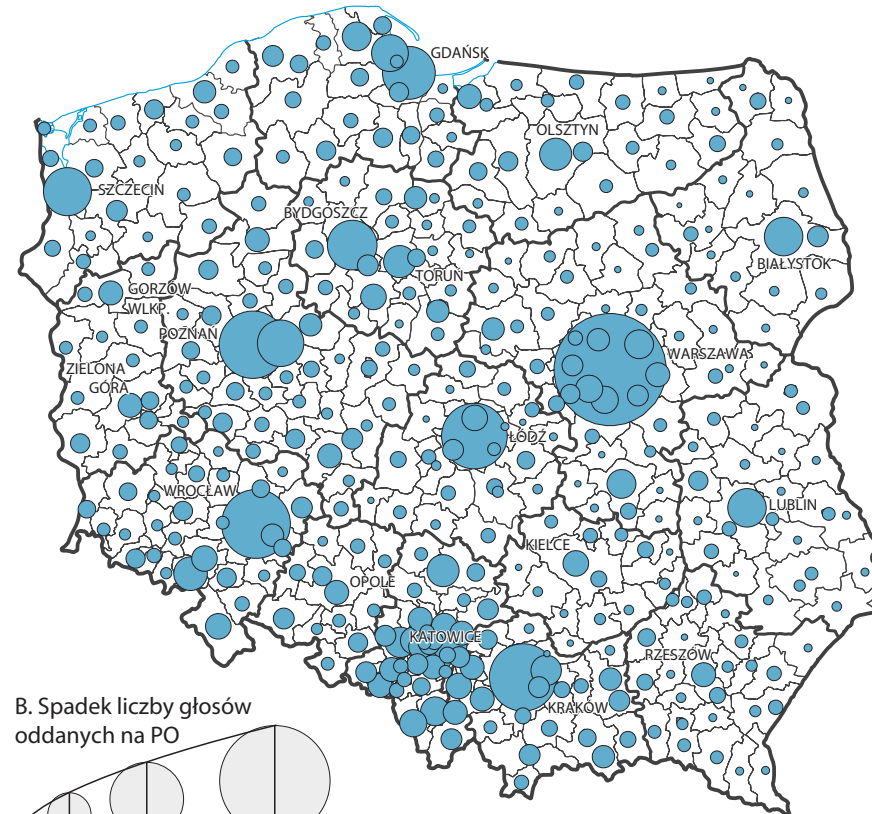 GDAŃSK
OLSZTYN
SZCZECIN
BYDGOSZCZ
BIAŁYSTOK
TORUŃ
GORZÓW
WLKP.
POZNAŃ
WARSZAWA
ZIELONA
GÓRA
ŁÓDŹ
WROCŁAW
LUBLIN
KIELCE
OPOLE
KATOWICE
RZESZÓW
KRAKÓW
B. Spadek liczby głosów
oddanych na PO